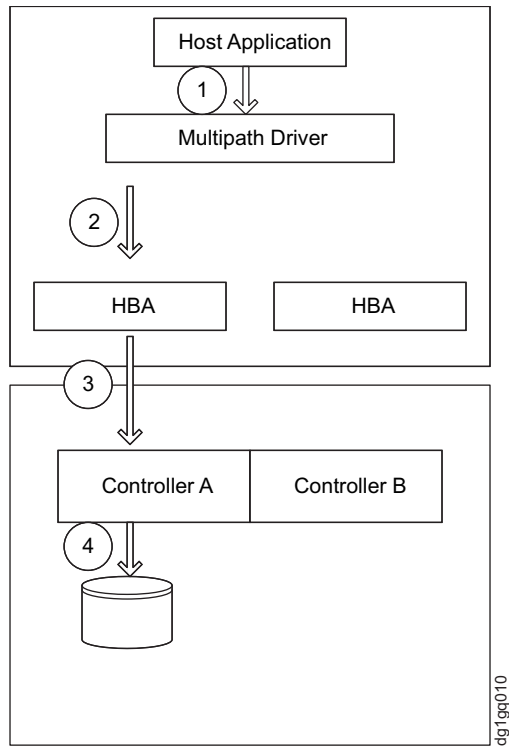 Host Application
1
Multipath Driver
2
HBA
HBA
3
Controller A
Controller B
4
dg1gq010